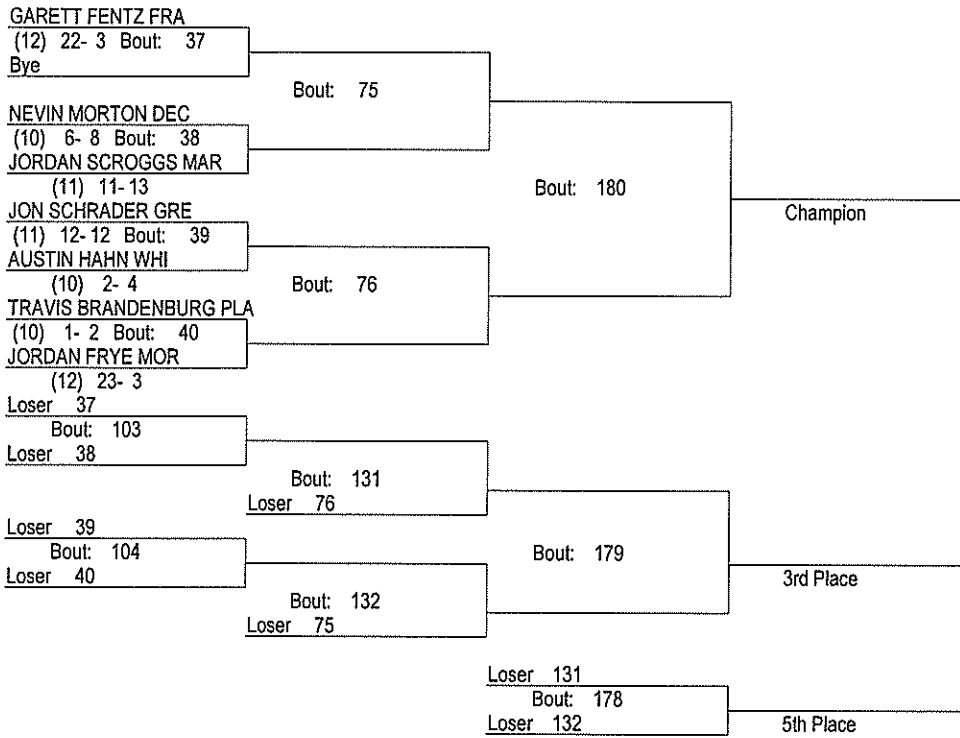 GARETT FENTZ FRA
(12) 22- 3 Bout: 37
Bye
Bout: 75
NEVIN MORTON DEC
(10) 6- 8 Bout: 38
JORDAN SCROGGS MAR
(11) 11- 13
Bout: 180
Champion
JON SCHRADER GRE
(11) 12- 12 Bout: 39
AUSTIN HAHN WHI
(10) 2- 4
Bout: 76
TRAVIS BRANDENBURG PLA
(10) 1- 2 Bout: 40
JORDAN FRYE MOR
(12) 23- 3
Loser 37
Bout: 103
Loser 38
Bout: 131
Loser 76
Loser 39
Bout: 104
Loser 40
Bout: 179
3rd Place
Bout: 132
Loser 75
Loser 131
Bout: 178
Loser 132
5th Place